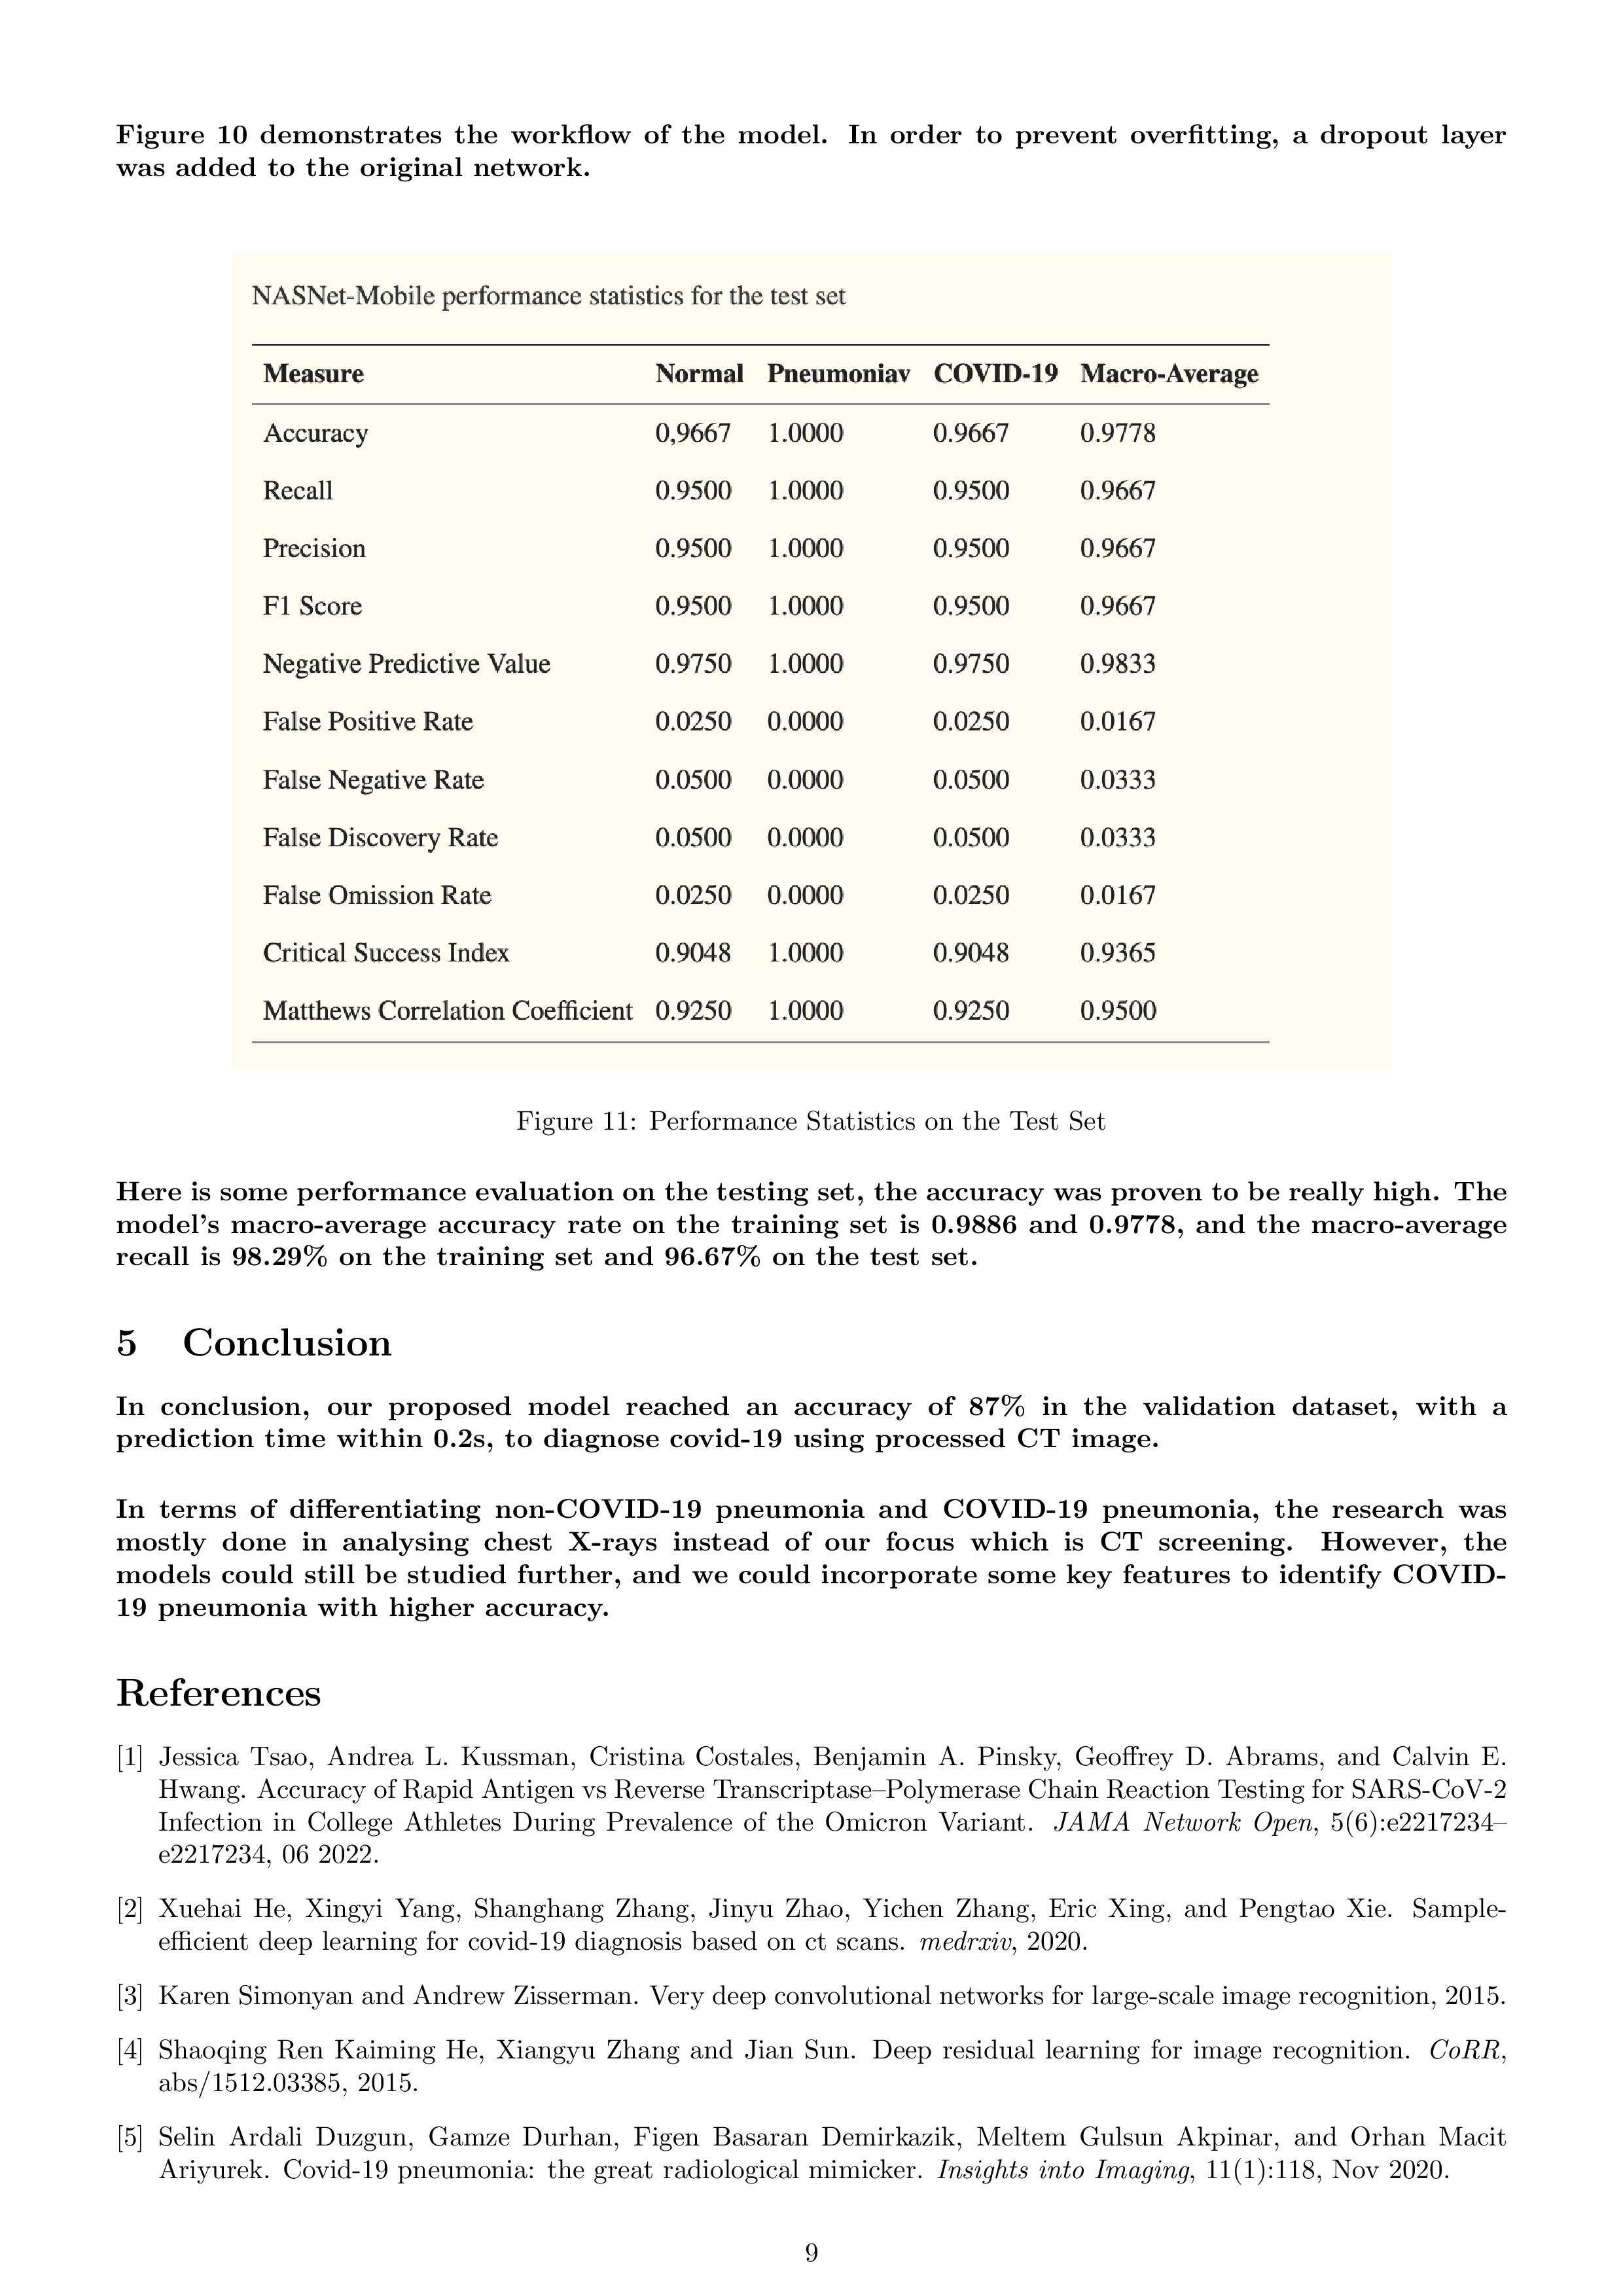 Figure 10 demonstrates the workflow of the model. In order to prevent overfitting, a dropout layer
was added to the original network.
NASNet-Mobile performance statistics for the test set
Measure Normal Pneumoniav COVID-19 Macro-Average
Accuracy 0,9667 1.0000 0.9667 0.9778
Recall 0.9500 1.0000 0.9500 0.9667
Precision 0.9500 1.0000 0.9500 0.9667
F1 Score 0.9500 1.0000 0.9500 0.9667
Negative Predictive Value 0.9750 1.0000 0.9750 0.9833
False Positive Rate 0.0250 0.0000 0.0250 0.0167
False Negative Rate 0.0500 0.0000 0.0500 0.0333
False Discovery Rate 0.0500 0.0000 0.0500 0.0333
False Omission Rate 0.0250 0.0000 0.0250 0.0167
Critical Success Index 0.9048 1.0000 0.9048 0.9365
Matthews Correlation Coefficient 0.9250 1.0000 0.9250 0.9500
Figure 11: Performance Statistics on the Test Set
Here is some performance evaluation on the testing set, the accuracy was proven to be really high. The
model's macro-average accuracy rate on the training set is 0.9886 and 0.9778, and the macro-average
recall is 98.29% on the training set and 96.67% on the test set.
5 Conclusion
In conclusion, our proposed model reached an accuracy of 87% in the validation dataset, with a
prediction time within 0.2s, to diagnose covid-19 using processed CT image.
In terms of differentiating non-COVID-19 pneumonia and COVID-19 pneumonia, the research was
mostly done in analysing chest X-rays instead of our focus which is CT screening. However, the
models could still be studied further, and we could incorporate some key features to identify COVID-
19 pneumonia with higher accuracy.
References
[1] Jessica Tsao, Andrea L. Kussman, Cristina Costales, Benjamin A. Pinsky, Geoffrey D. Abrams, and Calvin E.
Hwang. Accuracy of Rapid Antigen vs Reverse Transcriptase–Polymerase Chain Reaction Testing for SARS-CoV-2
Infection in College Athletes During Prevalence of the Omicron Variant. JAMA Network Open, 5(6):e2217234–
e2217234, 06 2022.
[2] Xuehai He, Xingyi Yang, Shanghang Zhang, Jinyu Zhao, Yichen Zhang, Eric Xing, and Pengtao Xie. Sample-
efficient deep learning for covid-19 diagnosis based on ct scans. medrxiv, 2020.
[3] Karen Simonyan and Andrew Zisserman. Very deep convolutional networks for large-scale image recognition, 2015.
[4] Shaoqing Ren Kaiming He, Xiangyu Zhang and Jian Sun. Deep residual learning for image recognition. CoRR,
abs/1512.03385, 2015.
[5] Selin Ardali Duzgun, Gamze Durhan, Figen Basaran Demirkazik, Meltem Gulsun Akpinar, and Orhan Macit
Ariyurek. Covid-19 pneumonia: the great radiological mimicker. Insights into Imaging, 11(1):118, Nov 2020.
9